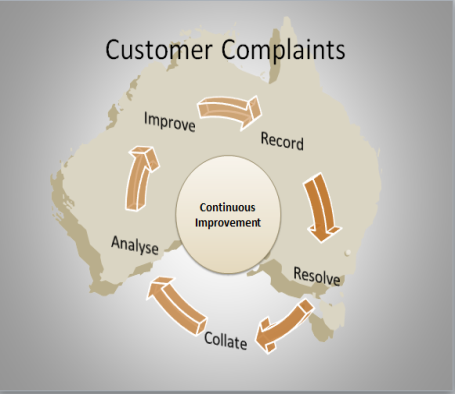 Customer Complaints
Improve
Record
Continuous
Improvement
Analyse
Resolve
Collate